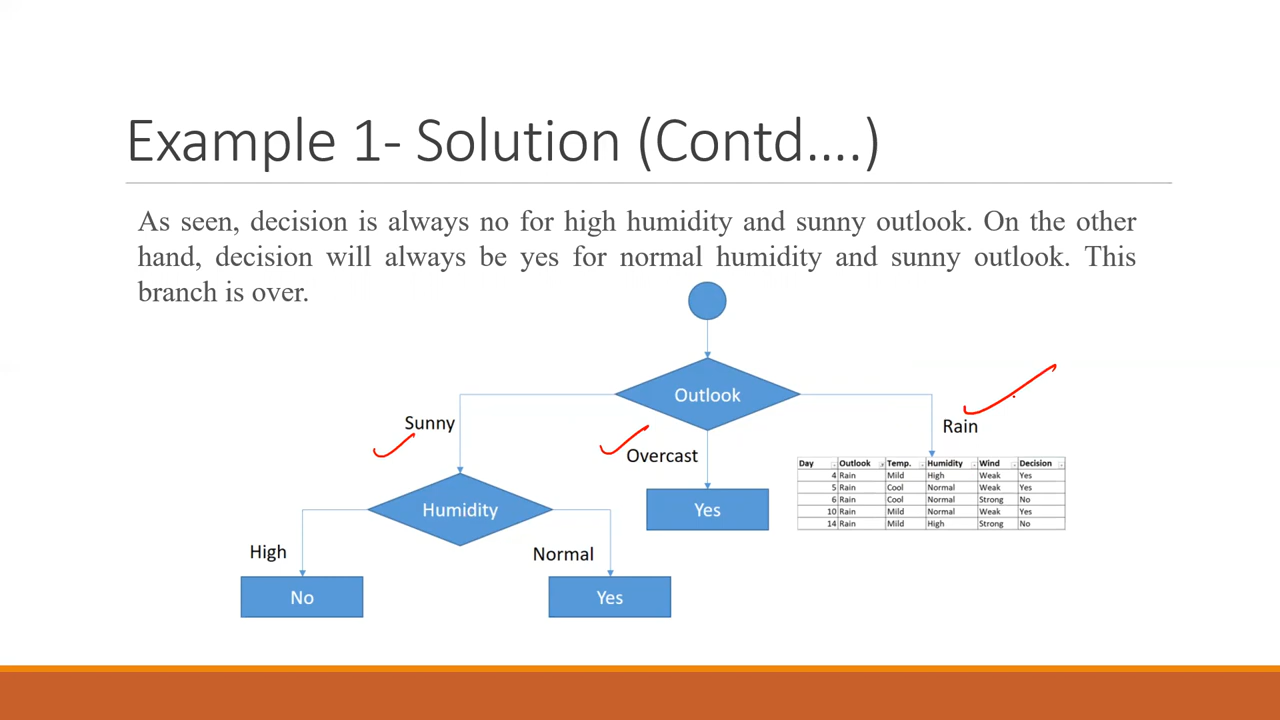 Example 1- Solution (Contd....)
As seen, decision is always no for high humidity and sunny outlook. On the other
hand, decision will always be yes for normal humidity and sunny outlook. This
branch is over.
Outlook
Sunny
Overcast
Rain
Humidity
Yes
High
Normal
No
Yes
Day Outlook Temp. Humidity Wind Decision
4 Rain Mild High Weak Yes
5 Rain Cool Normal Weak Yes
6 Rain Cool Normal Strong No
10 Rain Mild Normal Weak Yes
14 Rain Mild High Strong No